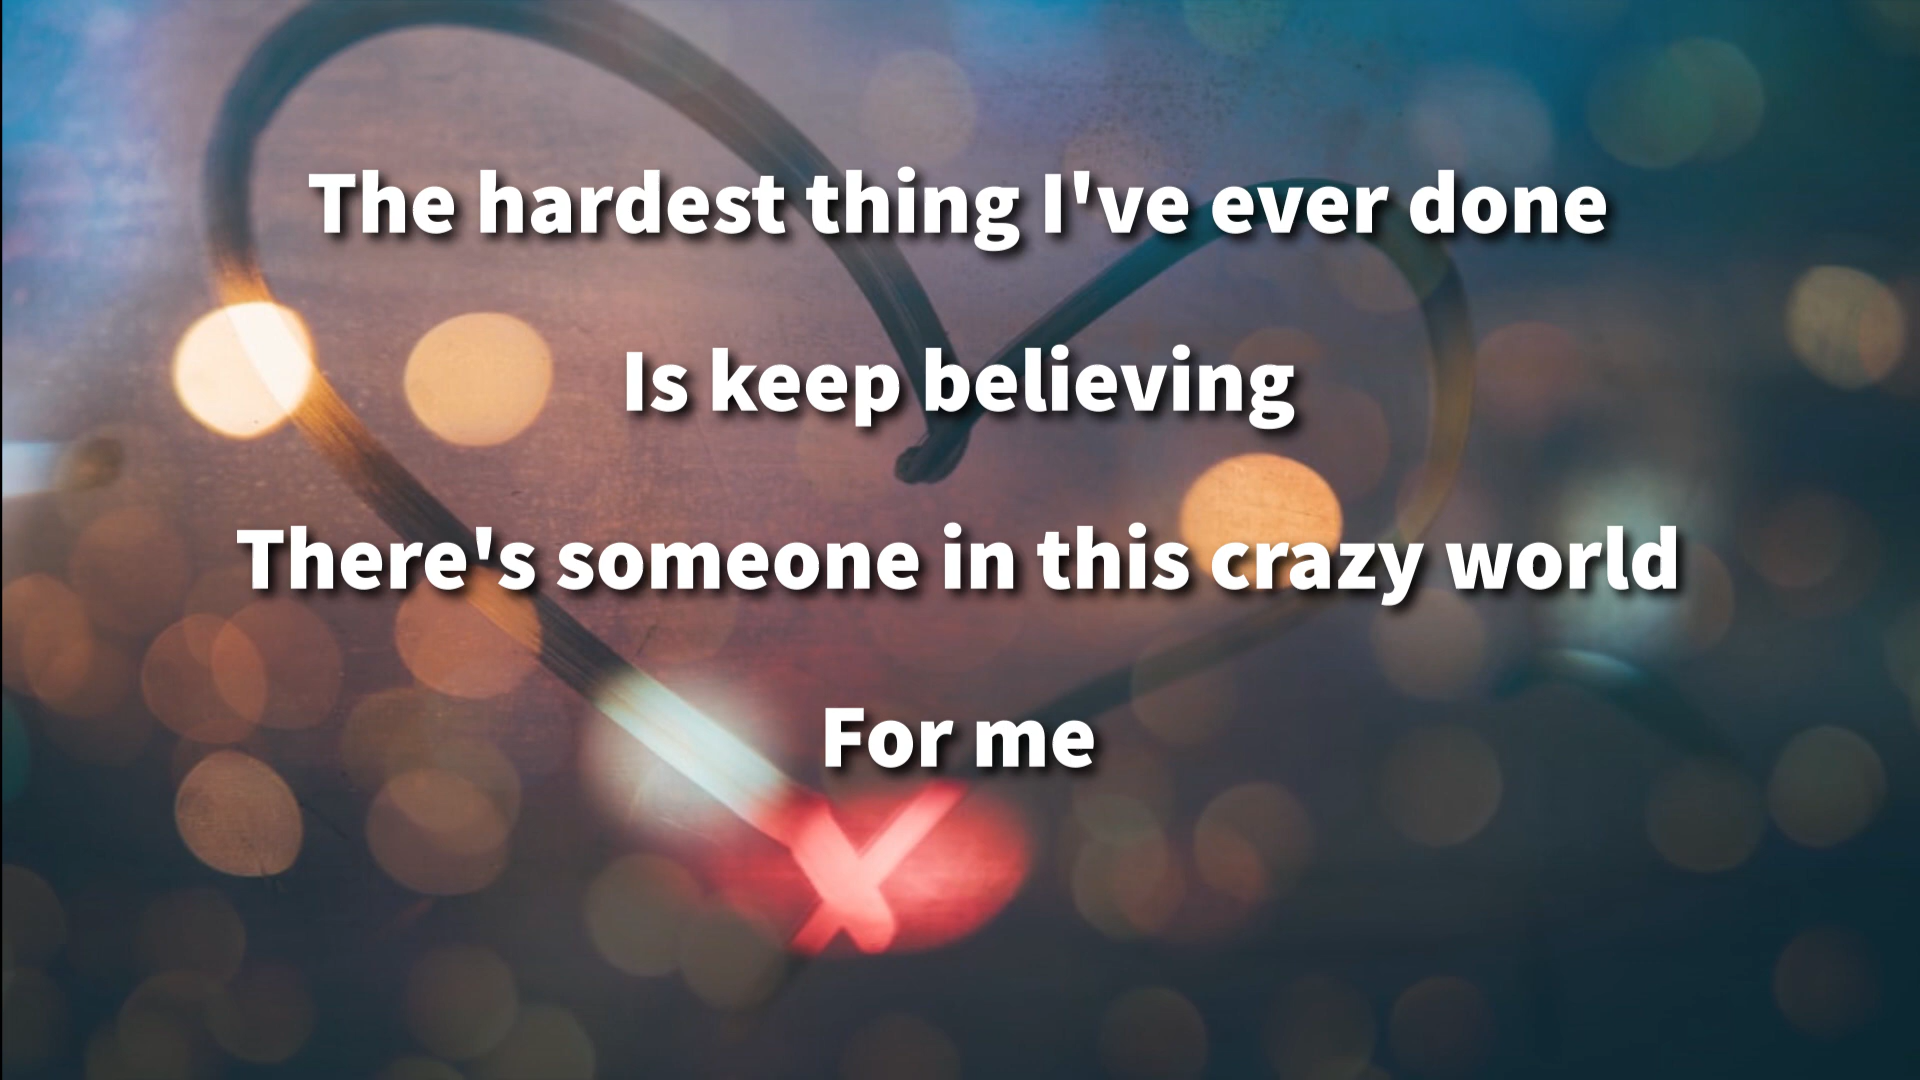 The hardest thing I've ever done
Is keep believing
There's someone in this crazy world
For me